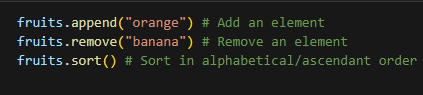 fruits.append("orange") # Add an element
fruits.remove("banana") # Remove an element
fruits.sort() # Sort in alphabetical/ascendant order